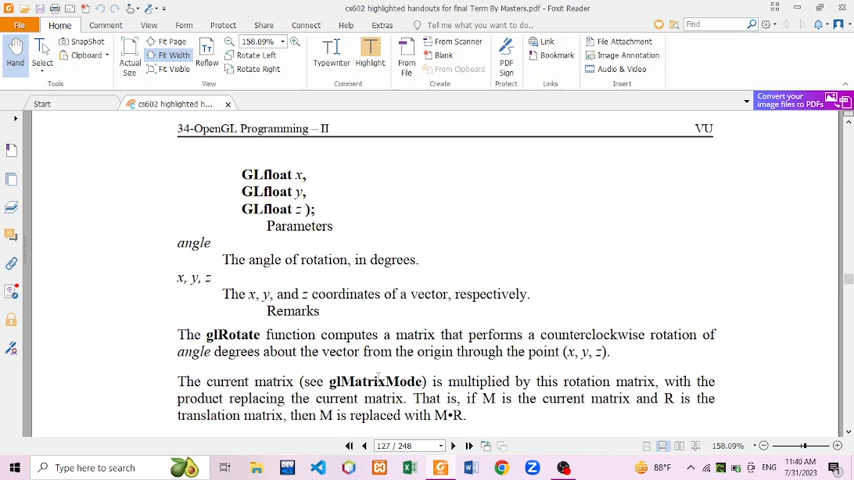 cs602 highlighted handouts for final Term By Masters.pdf - Foxit Reader
File Home Comment View Form Protect Share Connect Help Extras Tell me what you want to do... Find
Hand
Select
SnapShot
Clipboard
Actual Size
Fit Page
Fit Width
Fit Visible
Reflow
158.09%
Rotate Left
Rotate Right
Typewriter
Highlight
From File
From Scanner
Blank
From Clipboard
PDF Sign
Link
Bookmark
File Attachment
Image Annotation
Audio & Video
Tools View Comment Create Protect Links Insert
Start cs602 highlighted h...
Convert your image files to PDFs
34-OpenGL Programming – II VU
GLfloat x,
GLfloat y,
GLfloat z );
Parameters
angle
The angle of rotation, in degrees.
x, y, z
The x, y, and z coordinates of a vector, respectively.
Remarks
The glRotate function computes a matrix that performs a counterclockwise rotation of
angle degrees about the vector from the origin through the point (x, y, z).
The current matrix (see glMatrixMode) is multiplied by this rotation matrix, with the
product replacing the current matrix. That is, if M is the current matrix and R is the
translation matrix, then M is replaced with M•R.
127 / 248 158.09%
Type here to search 88°F ENG 11:40 AM
7/31/2023